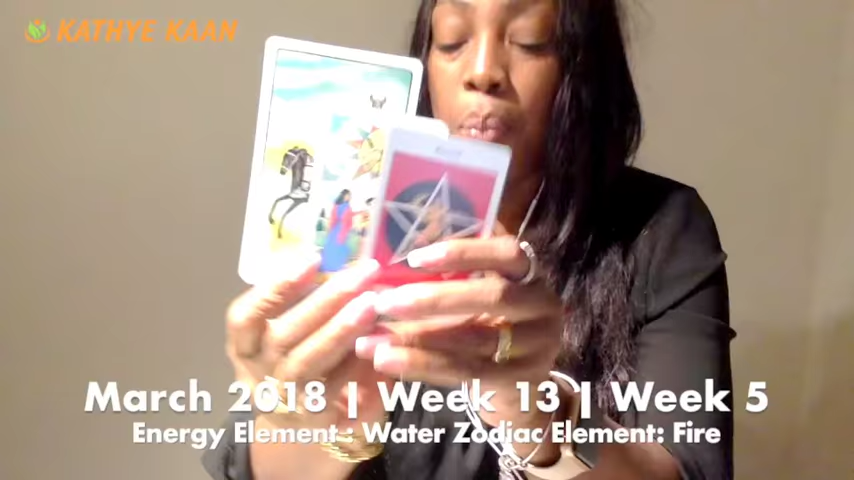 KATHYE KAAN
March 2018 | Week 13 | Week 5
Energy Element : Water Zodiac Element: Fire